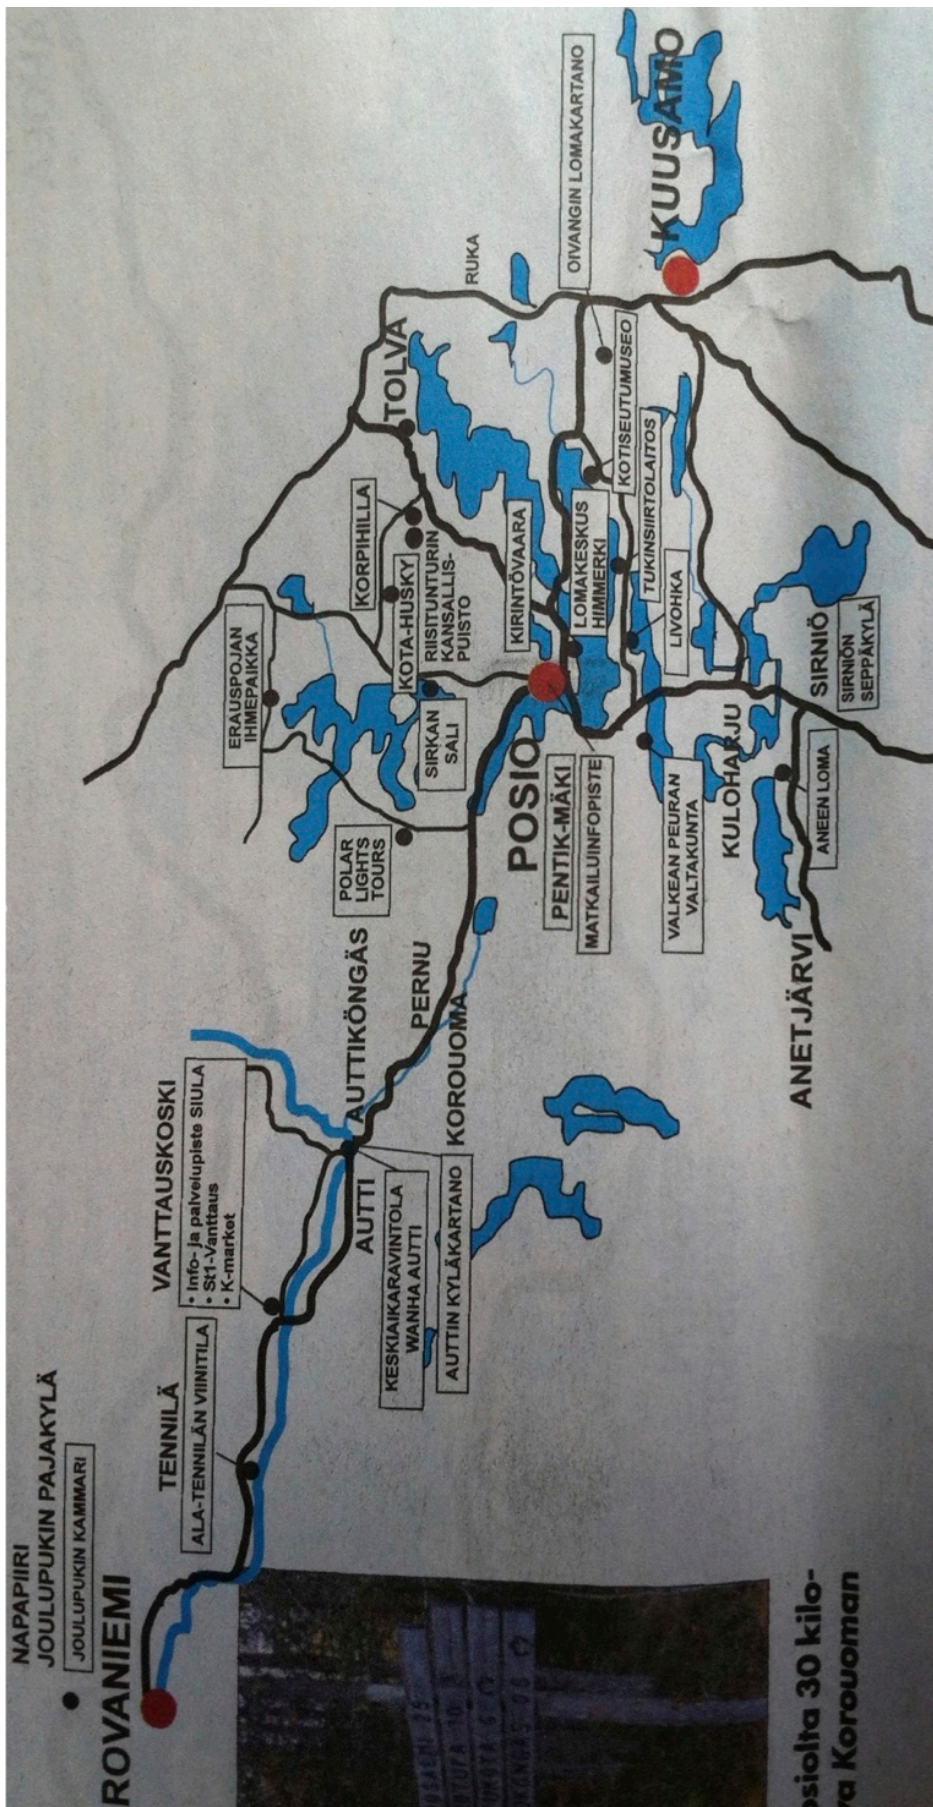 NAPAPIIRI
JOULUPUKIN PAJAKYLÄ
JOULUPUKIN KAMMARI
ROVANIEMI
TENNILÄ
ALA-TENNILÄN VIINITILA
VANTTAUSKOSKI
• Info- ja palvelupiste SIULA
• St1-Vanttaus
• K-market
AUTTI
KESKIAIKARAVINTOLA
WANHA AUTTI
AUTTIN KYLÄKARTANO
AUTTIKÖNGÄS
PERNU
KOROUOMA
POLAR
LIGHTS
TOURS
ERAUSPOJAN
IHMEPAIKKA
SIRKAN
SALI
KOTA-HUSKY
KORPIHILLA
RIISITUNTURIN
KANSALLIS-
PUISTO
TOLVA
RUKA
POSIO
PENTIK-MÄKI
MATKAILUINFOPISTE
KIRINTÖVAARA
LOMAKESKUS
HIMMERKI
KOTISEUTUMUSEO
OIVANGIN LOMAKARTANO
KUUSAMO
TUKINSIIRTOLAITOS
LIVOHKA
VALKEAN PEURAN
VALTAKUNTA
KULOHARJU
SIRNIÖ
SIRNIÖN
SEPPÄKYLÄ
ANEEN LOMA
ANETJÄRVI
osiolta 30 kilo-
va Korouoman